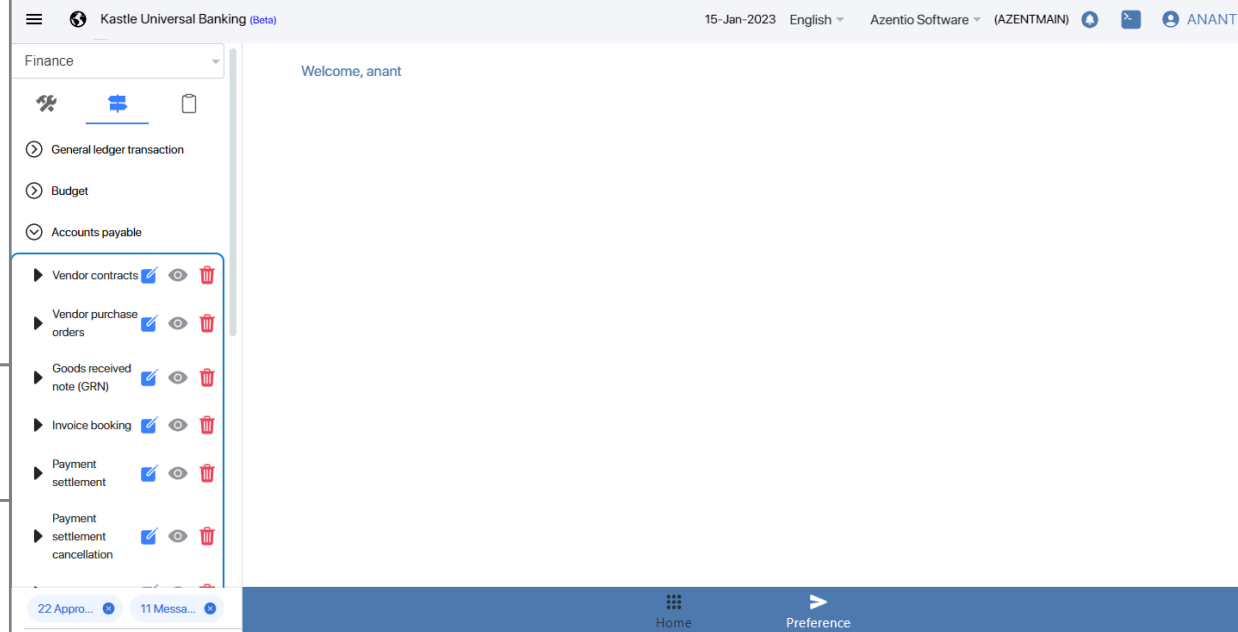 Kastle Universal Banking (Beta)
15-Jan-2023 English Azentio Software (AZENTMAIN) ANANT
Finance
Welcome, anant
General ledger transaction
Budget
Accounts payable
Vendor contracts
Vendor purchase
orders
Goods received
note (GRN)
Invoice booking
Payment
settlement
Payment
settlement
cancellation
22 Appro...
11 Messa...
Home
Preference